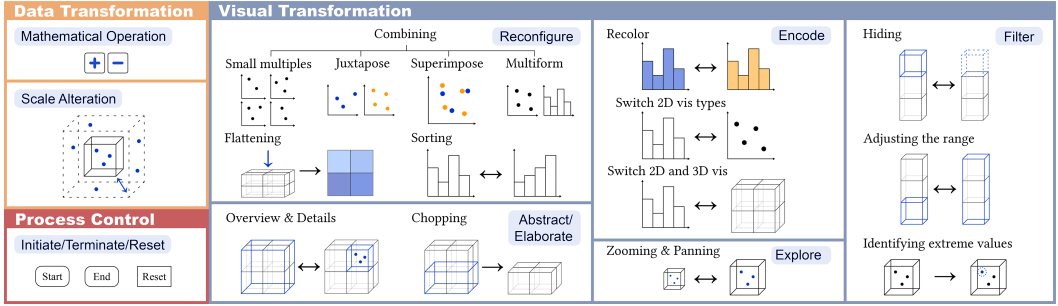 Data Transformation
Mathematical Operation
+ −
Scale Alteration
Process Control
Initiate/Terminate/Reset
Start End Reset
Visual Transformation
Combining
Reconfigure
Small multiples Juxtapose Superimpose Multiform
Flattening
Sorting
Overview & Details
Chopping
Abstract/
Elaborate
Recolor
Encode
Switch 2D vis types
Switch 2D and 3D vis
Zooming & Panning
Explore
Hiding
Filter
Adjusting the range
Identifying extreme values